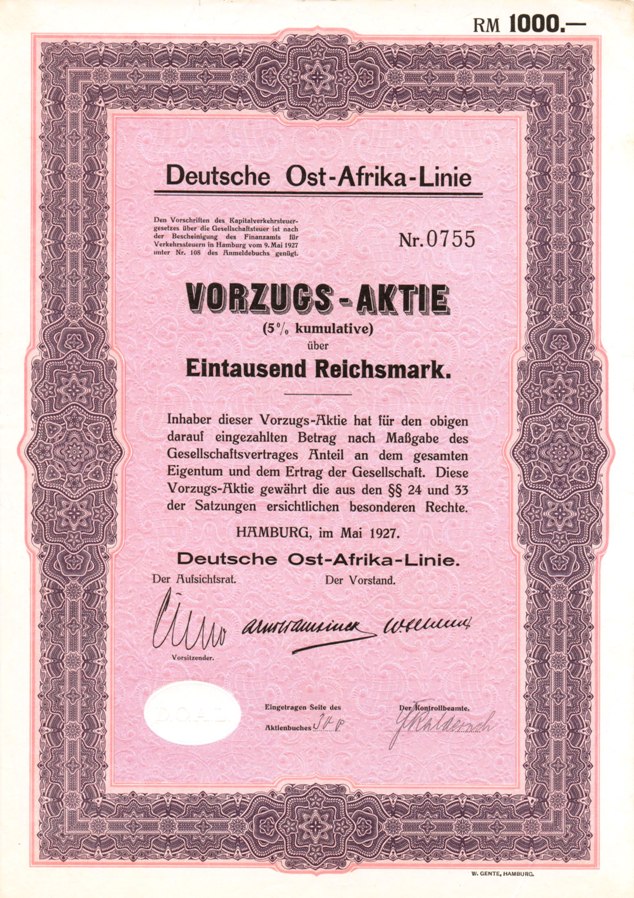 RM 1000.—
Deutsche Ost-Afrika-Linie
Den Vorschriften des Kapitalverkehrsteuer-
gesetzes über die Gesellschaftsteuer ist nach
der Bescheinigung des Finanzamts für
Verkehrssteuern in Hamburg vom 9. Mai 1927
unter Nr. 108 des Anmeldebuchs genügt.
Nr. 0755
VORZUGS-AKTIE
(5% kumulative)
über
Eintausend Reichsmark.
Inhaber dieser Vorzugs-Aktie hat für den obigen
darauf eingezahlten Betrag nach Maßgabe des
Gesellschaftsvertrages Anteil an dem gesamten
Eigentum und dem Ertrag der Gesellschaft. Diese
Vorzugs-Aktie gewährt die aus den §§ 24 und 33
der Satzungen ersichtlichen besonderen Rechte.
HAMBURG, im Mai 1927.
Deutsche Ost-Afrika-Linie.
Der Aufsichtsrat. Der Vorstand.
Cuno
Vorsitzender.
Eingetragen Seite des
Aktienbuches
Der Kontrollbeamte.
W. GENTE, HAMBURG.